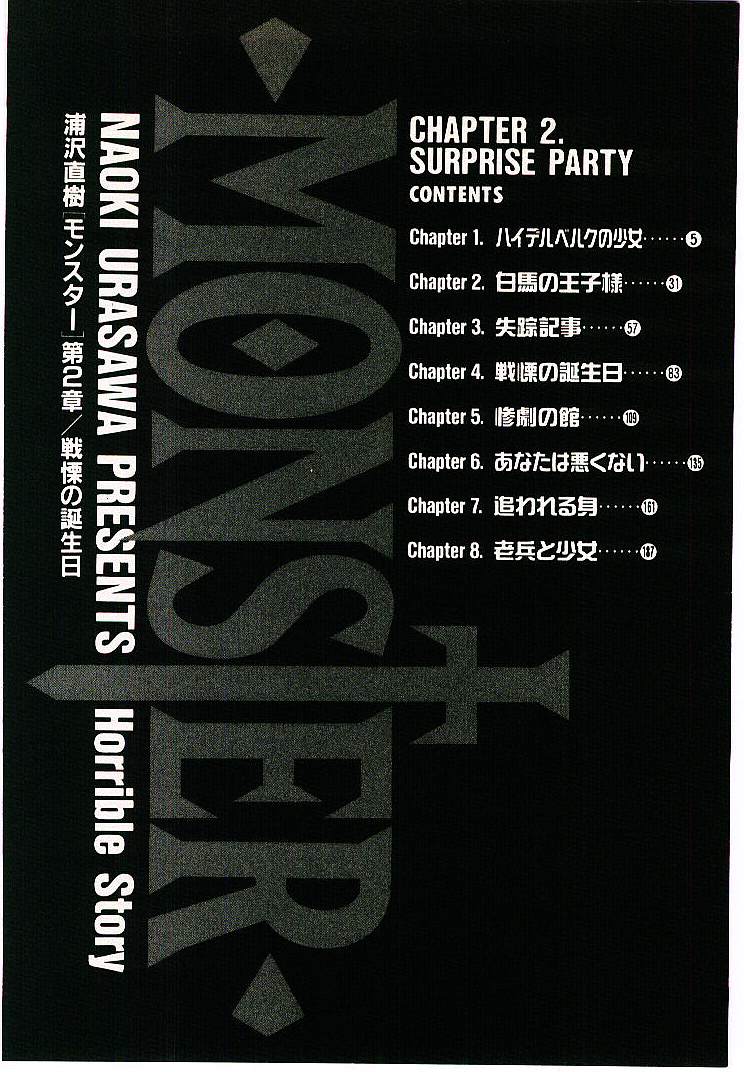 CHAPTER 2.
SURPRISE PARTY
CONTENTS
Chapter 1. ハイデルベルクの少女······5
Chapter 2. 白馬の王子様······31
Chapter 3. 失踪記事······57
Chapter 4. 戦慄の誕生日······83
Chapter 5. 惨劇の館······109
Chapter 6. あなたは悪くない······135
Chapter 7. 追われる身······161
Chapter 8. 老兵と少女······187
MONSTER
NAOKI URASAWA PRESENTS Horrible Story
浦沢直樹[モンスター]第2章/戦慄の誕生日